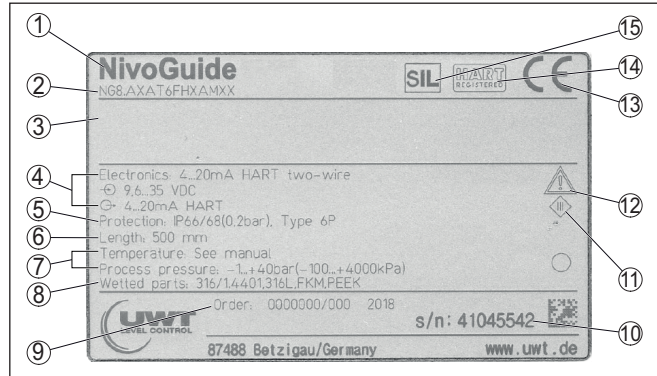 1
15
NivoGuide
SIL
HART
REGISTERED
CE
14
2
NG8.AXAT6FHXAMXX
13
3
4
Electronics: 4...20mA HART two-wire
9,6...35 VDC
4...20mA HART
12
5
Protection: IP66/68(0.2bar), Type 6P
6
Length: 500 mm
7
Temperature: See manual
11
Process pressure: -1...+40bar(-100...+4000kPa)
8
Wetted parts: 316/1.4401,316L,FKM,PEEK
Order: 0000000/000 2018
UWT
LEVEL CONTROL
s/n: 41045542
10
9
87488 Betzigau/Germany
www.uwt.de